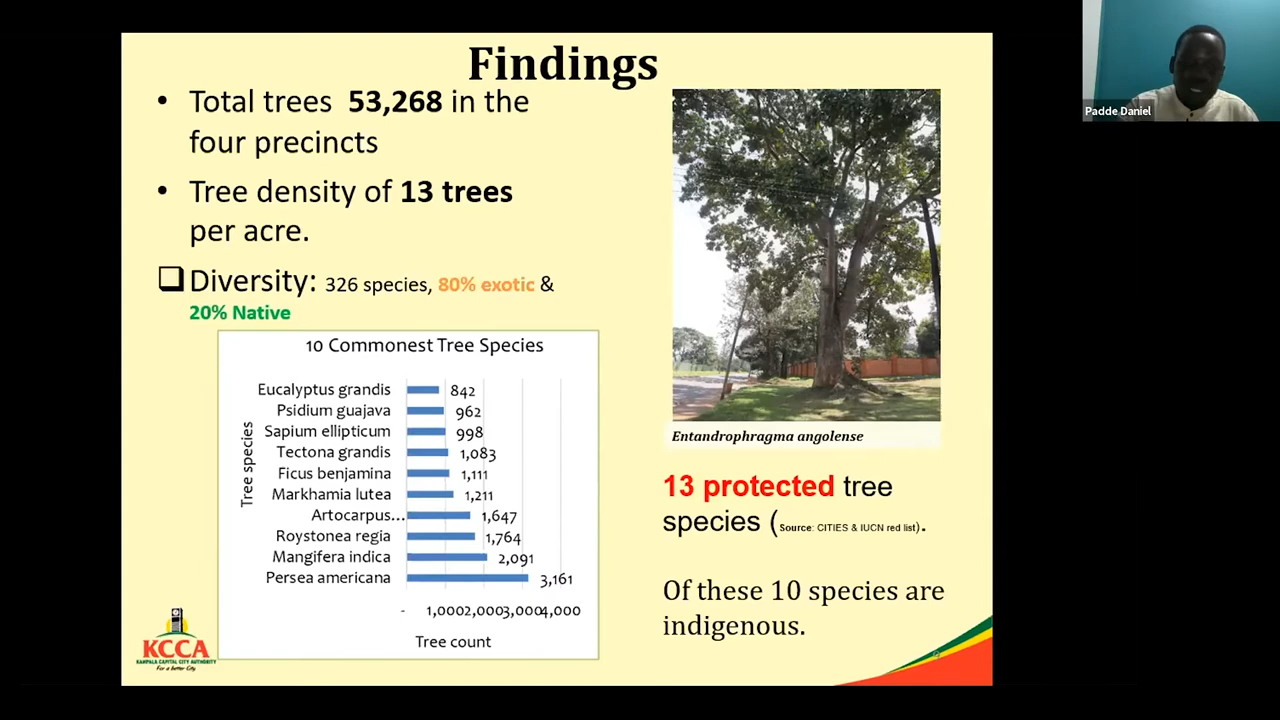 Findings
• Total trees 53,268 in the
four precincts
• Tree density of 13 trees
per acre.
Diversity: 326 species, 80% exotic &
20% Native
10 Commonest Tree Species
Tree species
Eucalyptus grandis 842
Psidium guajava 962
Sapium ellipticum 998
Tectona grandis 1,083
Ficus benjamina 1,111
Markhamia lutea 1,211
Artocarpus... 1,647
Roystonea regia 1,764
Mangifera indica 2,091
Persea americana 3,161
- 1,000 2,000 3,000 4,000
Tree count
KCCA
KAMPALA CAPITAL CITY AUTHORITY
For a better City
Entandrophragma angolense
13 protected tree
species (Source: CITIES & IUCN red list).
Of these 10 species are
indigenous.
Padde Daniel